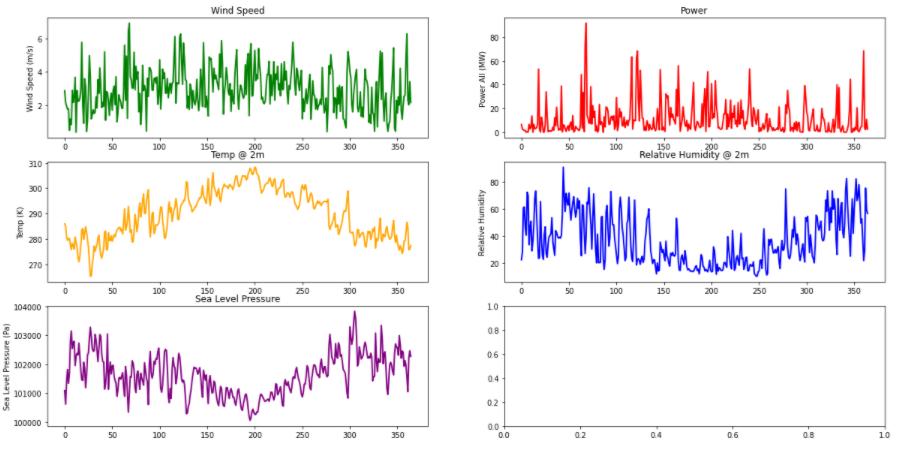 Wind Speed
Wind Speed (m/s)
6
4
2
0 50 100 150 200 250 300 350
Power
Power All (MW)
80
60
40
20
0
0 50 100 150 200 250 300 350
Temp @ 2m
Temp (K)
310
300
290
280
270
0 50 100 150 200 250 300 350
Relative Humidity @ 2m
Relative Humidity
80
60
40
20
0 50 100 150 200 250 300 350
Sea Level Pressure
Sea Level Pressure (Pa)
104000
103000
102000
101000
100000
0 50 100 150 200 250 300 350
1.0
0.8
0.6
0.4
0.2
0.0
0.0 0.2 0.4 0.6 0.8 1.0